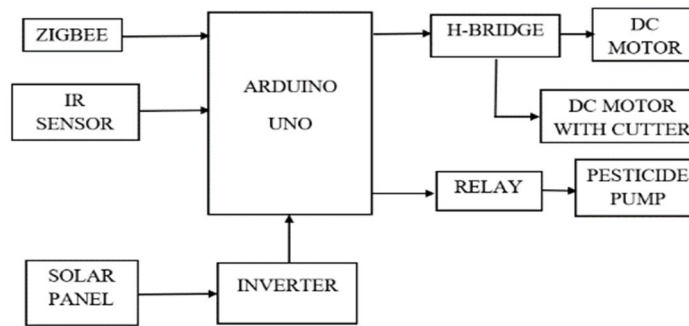 ZIGBEE
IR
SENSOR
SOLAR
PANEL
ARDUINO
UNO
INVERTER
H-BRIDGE
DC
MOTOR
DC MOTOR
WITH CUTTER
RELAY
PESTICIDE
PUMP